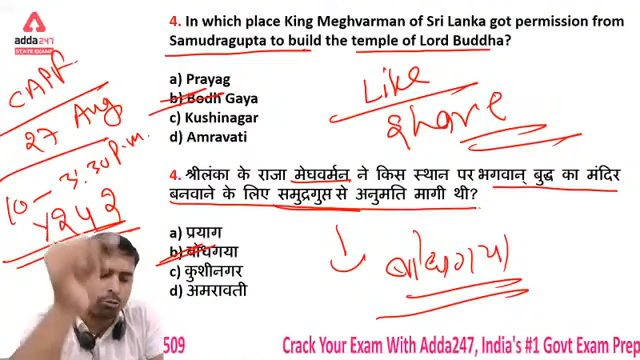 4. In which place King Meghvarman of Sri Lanka got permission from
Samudragupta to build the temple of Lord Buddha?
adda247
STATE EXAMS
a) Prayag
b) Bodh Gaya
c) Kushinagar
d) Amravati
CAPF
27 Aug
10 - 3:30 P.m.
Y242
Like
Share
4. श्रीलंका के राजा मेघवर्मन ने किस स्थान पर भगवान् बुद्ध का मंदिर
बनवाने के लिए समुद्रगुप्त से अनुमति मागी थी?
a) प्रयाग
b) बोधगया
c) कुशीनगर
d) अमरावती
बोधगया
509
Crack Your Exam With Adda247, India's #1 Govt Exam Prep